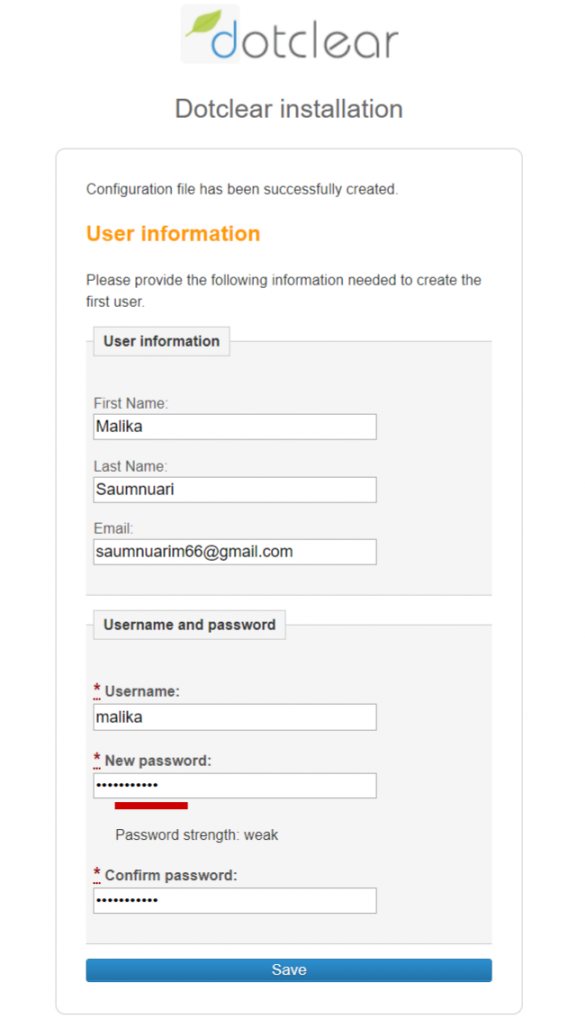 dotclear
Dotclear installation
Configuration file has been successfully created.
User information
Please provide the following information needed to create the
first user.
User information
First Name:
Malika
Last Name:
Saumnuari
Email:
saumnuarim66@gmail.com
Username and password
* Username:
malika
* New password:
•••••••••••
Password strength: weak
* Confirm password:
•••••••••••
Save